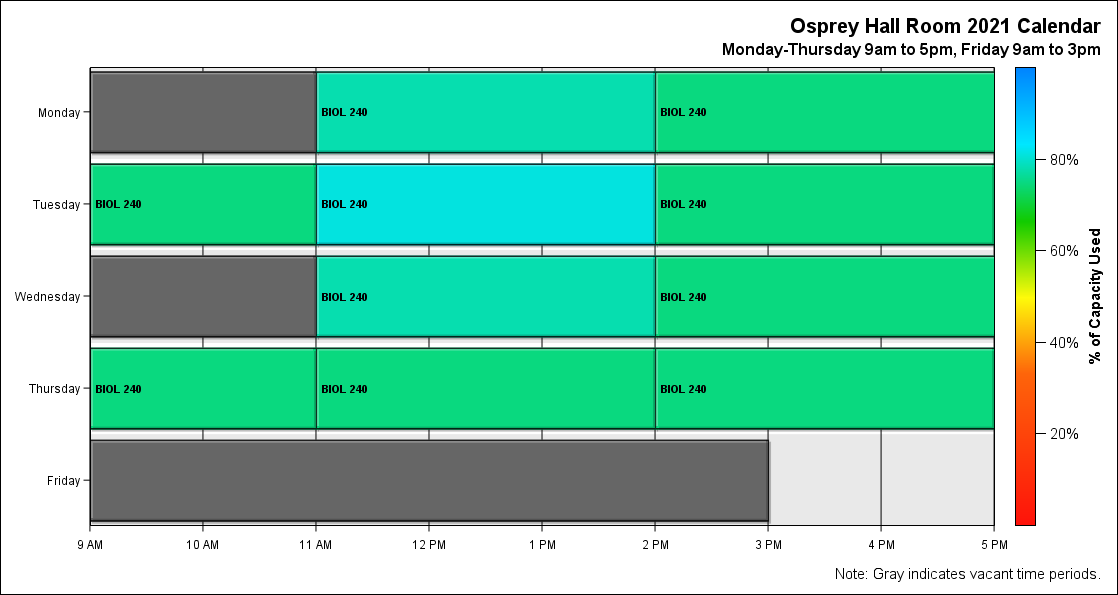 Osprey Hall Room 2021 Calendar
Monday-Thursday 9am to 5pm, Friday 9am to 3pm
Monday
BIOL 240
BIOL 240
Tuesday
BIOL 240
BIOL 240
BIOL 240
Wednesday
BIOL 240
BIOL 240
Thursday
BIOL 240
BIOL 240
BIOL 240
Friday
9 AM
10 AM
11 AM
12 PM
1 PM
2 PM
3 PM
4 PM
5 PM
80%
60%
40%
20%
% of Capacity Used
Note: Gray indicates vacant time periods.